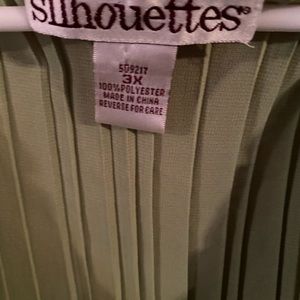 silhouettes®
509217
3X
100% POLYESTER
MADE IN CHINA
REVERSE FOR CARE